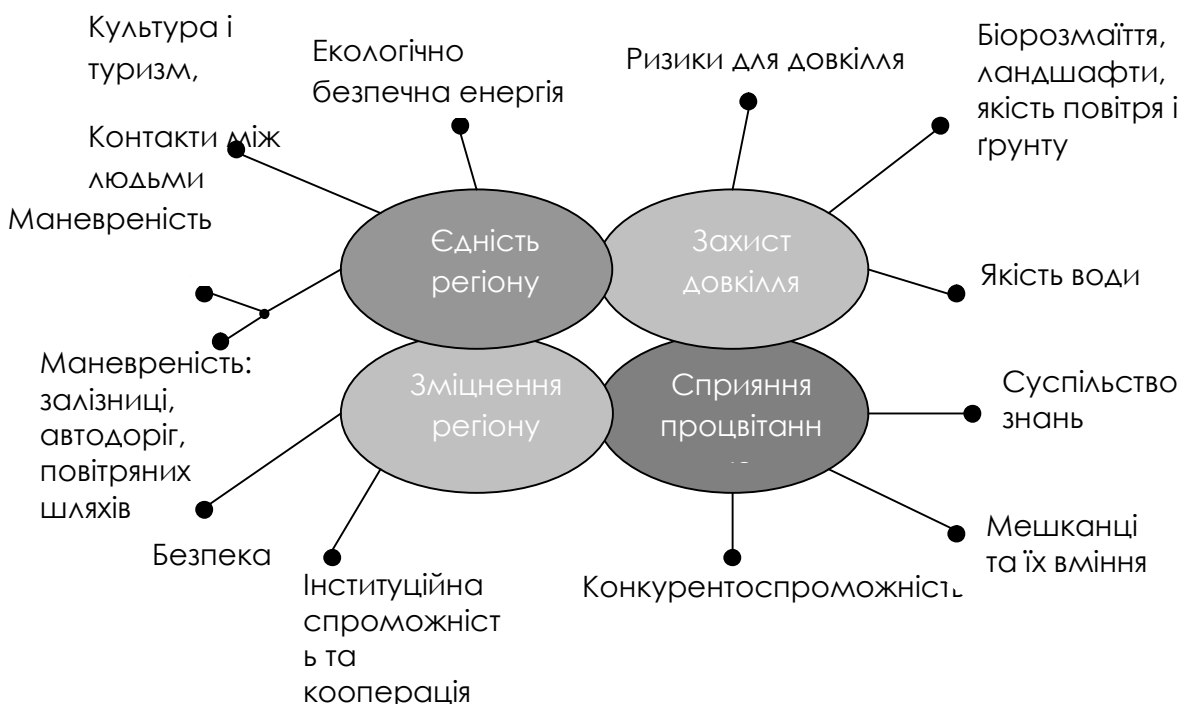 Культура і
туризм,
Контакти між
людьми
Екологічно
безпечна енергія
Ризики для довкілля
Біорозмаїття,
ландшафти,
якість повітря і
ґрунту
Маневреність
Єдність
регіону
Захист
довкілля
Якість води
Маневреність:
залізниці,
автодоріг,
повітряних
шляхів
Зміцнення
регіону
Сприяння
процвітанн
Суспільство
знань
Безпека
Інституційна
спроможніст
ь та
кооперація
Конкурентоспроможність
Мешканці
та їх вміння